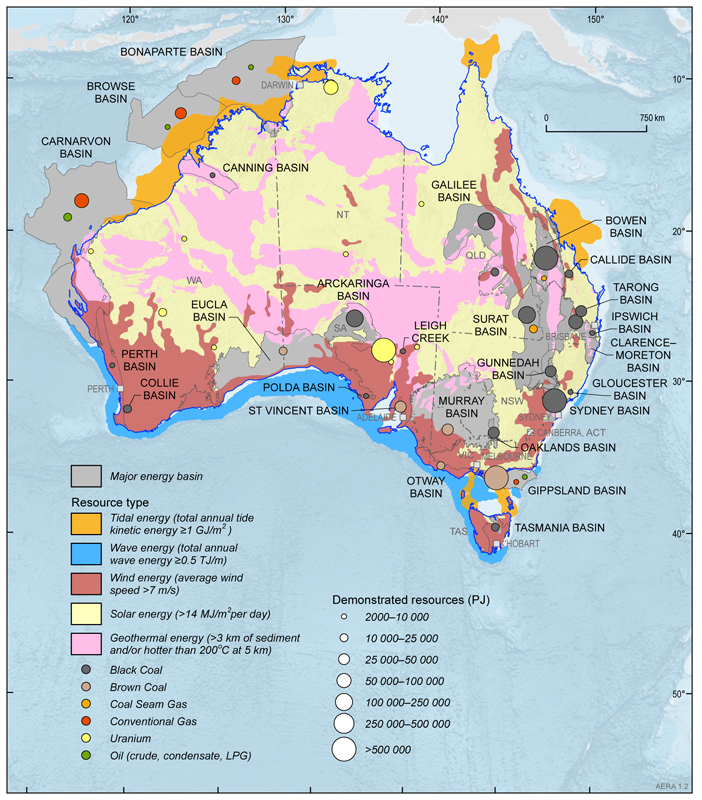 120°
130°
140°
150°
BONAPARTE BASIN
10°
BROWSE
BASIN
DARWIN
0
750 km
CARNARVON
BASIN
CANNING BASIN
GALILEE
BASIN
NT
BOWEN
BASIN
20°
QLD
CALLIDE BASIN
WA
ARCKARINGA
BASIN
TARONG
BASIN
EUCLA
BASIN
SURAT
BASIN
IPSWICH
BASIN
SA
LEIGH
CREEK
BRISBANE
CLARENCE–
MORETON BASIN
PERTH
BASIN
GUNNEDAH
BASIN
30°
PERTH
COLLIE
BASIN
POLDA BASIN
GLOUCESTER
BASIN
MURRAY
BASIN
NSW
ST VINCENT BASIN
ADELAIDE
SYDNEY
SYDNEY BASIN
CANBERRA, ACT
OAKLANDS BASIN
VIC
MELBOURNE
OTWAY
BASIN
GIPPSLAND BASIN
TAS
TASMANIA BASIN
HOBART
40°
50°
Major energy basin
Resource type
Tidal energy (total annual tide
kinetic energy ≥1 GJ/m²)
Wave energy (total annual
wave energy ≥0.5 TJ/m)
Wind energy (average wind
speed >7 m/s)
Solar energy (>14 MJ/m²per day)
Geothermal energy (>3 km of sediment
and/or hotter than 200°C at 5 km)
Black Coal
Brown Coal
Coal Seam Gas
Conventional Gas
Uranium
Oil (crude, condensate, LPG)
Demonstrated resources (PJ)
2000–10 000
10 000–25 000
25 000–50 000
50 000–100 000
100 000–250 000
250 000–500 000
>500 000
AERA 1.2
120°
130°
140°
150°